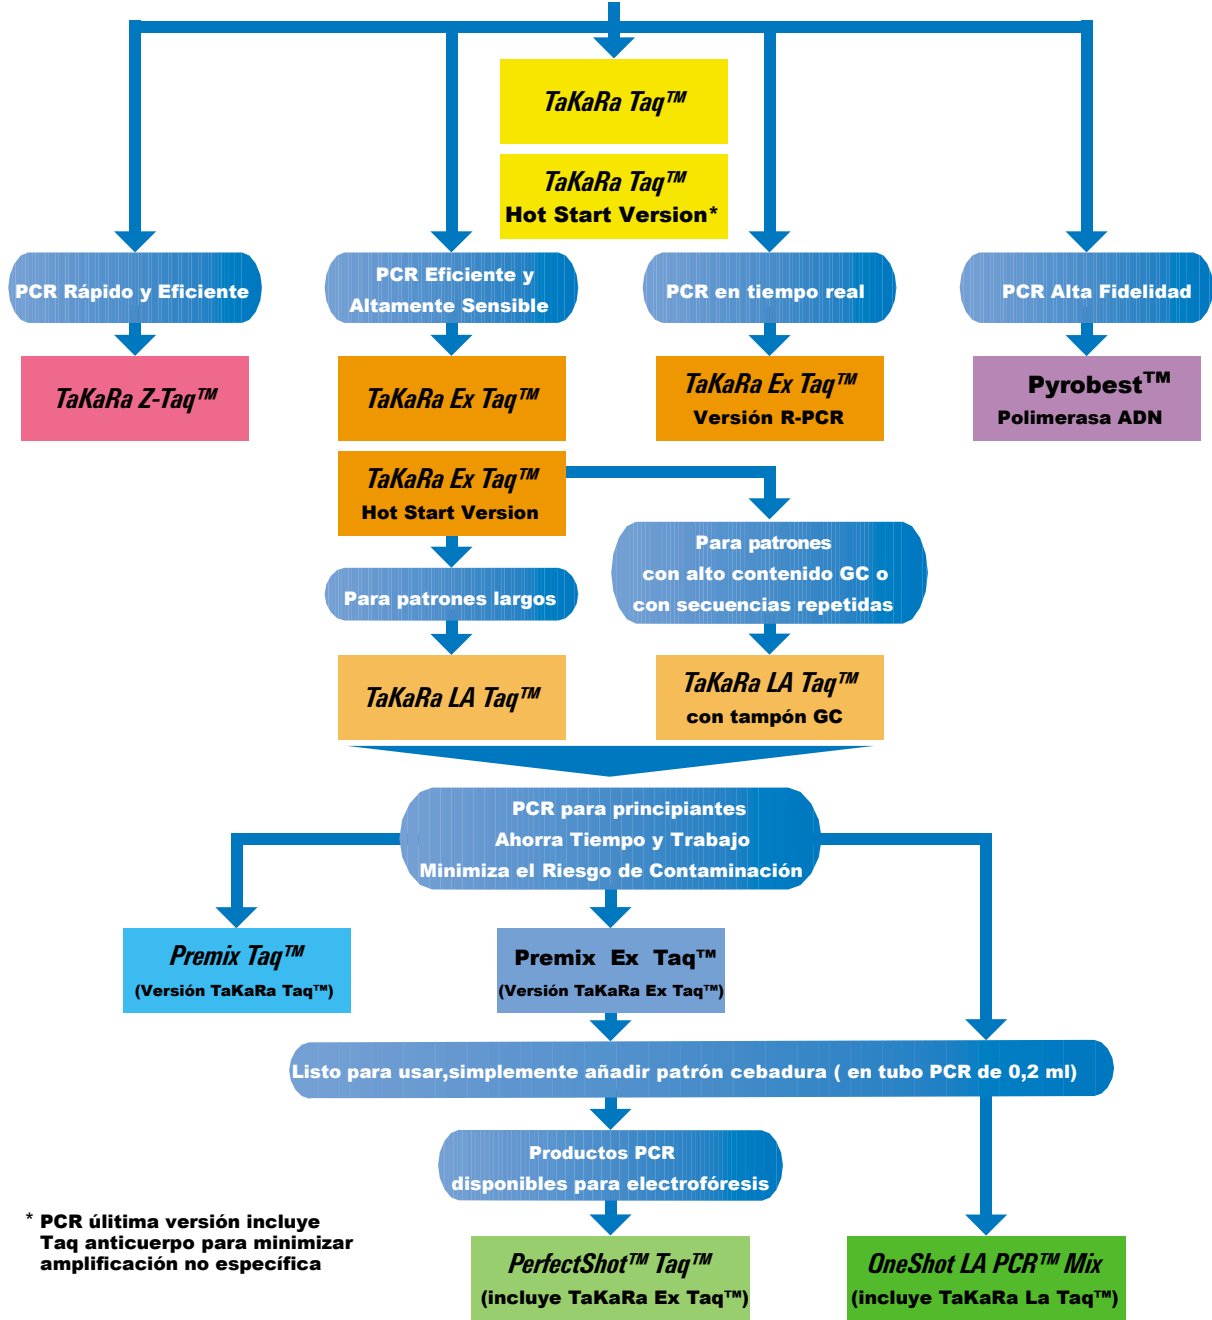 TaKaRa Taq™
TaKaRa Taq™
Hot Start Version*
PCR Rápido y Eficiente
PCR Eficiente y
Altamente Sensible
PCR en tiempo real
PCR Alta Fidelidad
TaKaRa Z-Taq™
TaKaRa Ex Taq™
TaKaRa Ex Taq™
Versión R-PCR
Pyrobest™
Polimerasa ADN
TaKaRa Ex Taq™
Hot Start Version
Para patrones largos
Para patrones
con alto contenido GC o
con secuencias repetidas
TaKaRa LA Taq™
TaKaRa LA Taq™
con tampón GC
PCR para principiantes
Ahorra Tiempo y Trabajo
Minimiza el Riesgo de Contaminación
Premix Taq™
(Versión TaKaRa Taq™)
Premix Ex Taq™
(Versión TaKaRa Ex Taq™)
Listo para usar,simplemente añadir patrón cebadura ( en tubo PCR de 0,2 ml)
Productos PCR
disponibles para electrofóresis
* PCR úlitima versión incluye
Taq anticuerpo para minimizar
amplificación no específica
PerfectShot™ Taq™
(incluye TaKaRa Ex Taq™)
OneShot LA PCR™ Mix
(incluye TaKaRa La Taq™)